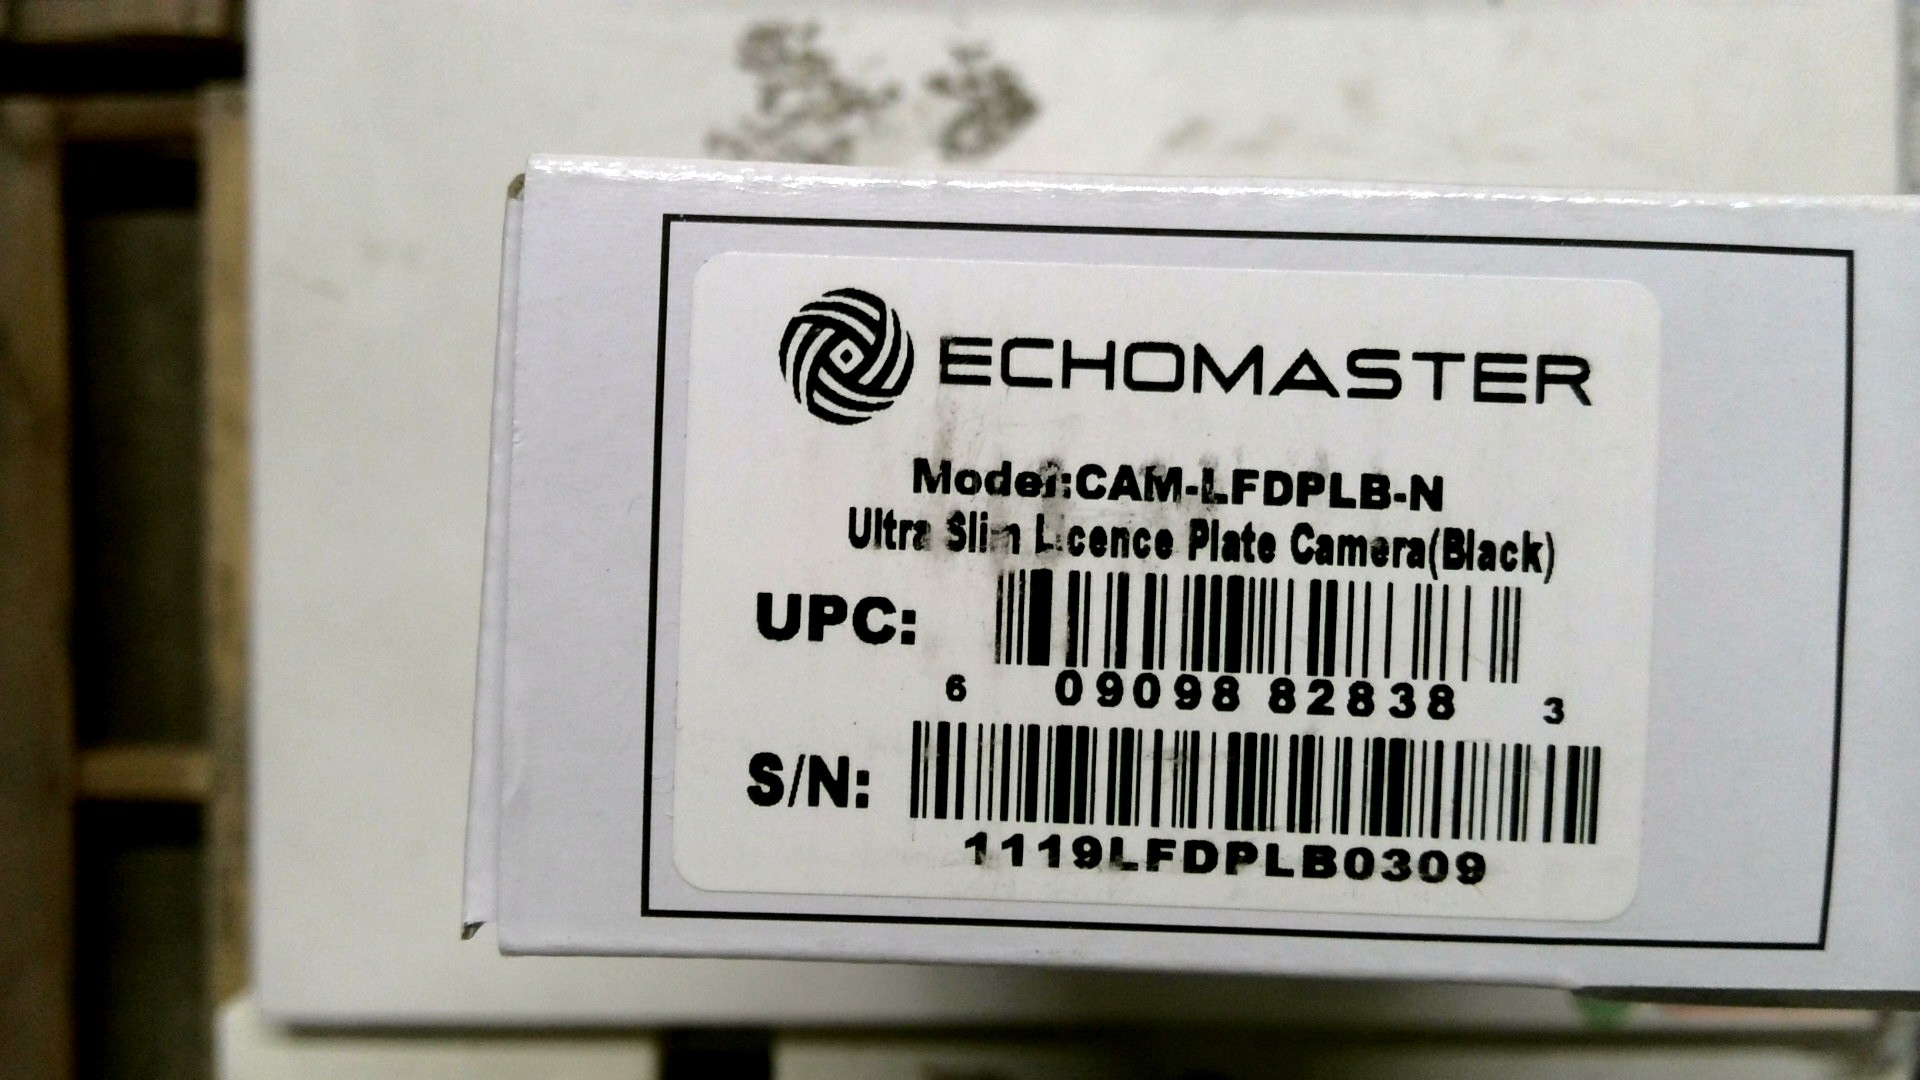 ECHOMASTER
Model:CAM-LFDPLB-N
Ultra Slim Licence Plate Camera(Black)
UPC:
6 09098 82838 3
S/N:
1119LFDPLB0309